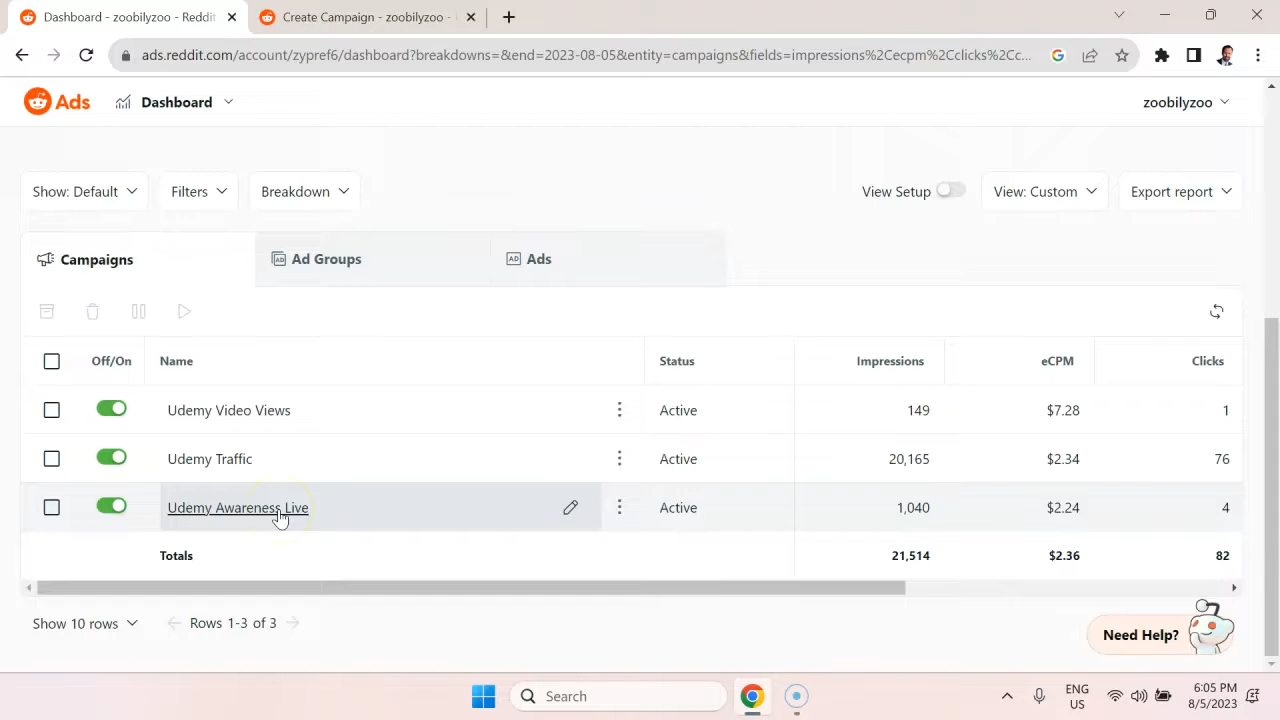 Dashboard - zoobilyzoo - Reddit
Create Campaign - zoobilyzoo -
ads.reddit.com/account/zypref6/dashboard?breakdowns=&end=2023-08-05&entity=campaigns&fields=impressions%2Cecpm%2Cclicks%2Cc...
Ads
Dashboard
zoobilyzoo
Show: Default
Filters
Breakdown
View Setup
View: Custom
Export report
Campaigns
AD Ad Groups
AD Ads
Off/On Name Status Impressions eCPM Clicks
Udemy Video Views Active 149 $7.28 1
Udemy Traffic Active 20,165 $2.34 76
Udemy Awareness Live Active 1,040 $2.24 4
Totals 21,514 $2.36 82
Show 10 rows
Rows 1-3 of 3
Need Help?
Search
ENG
US
6:05 PM
8/5/2023